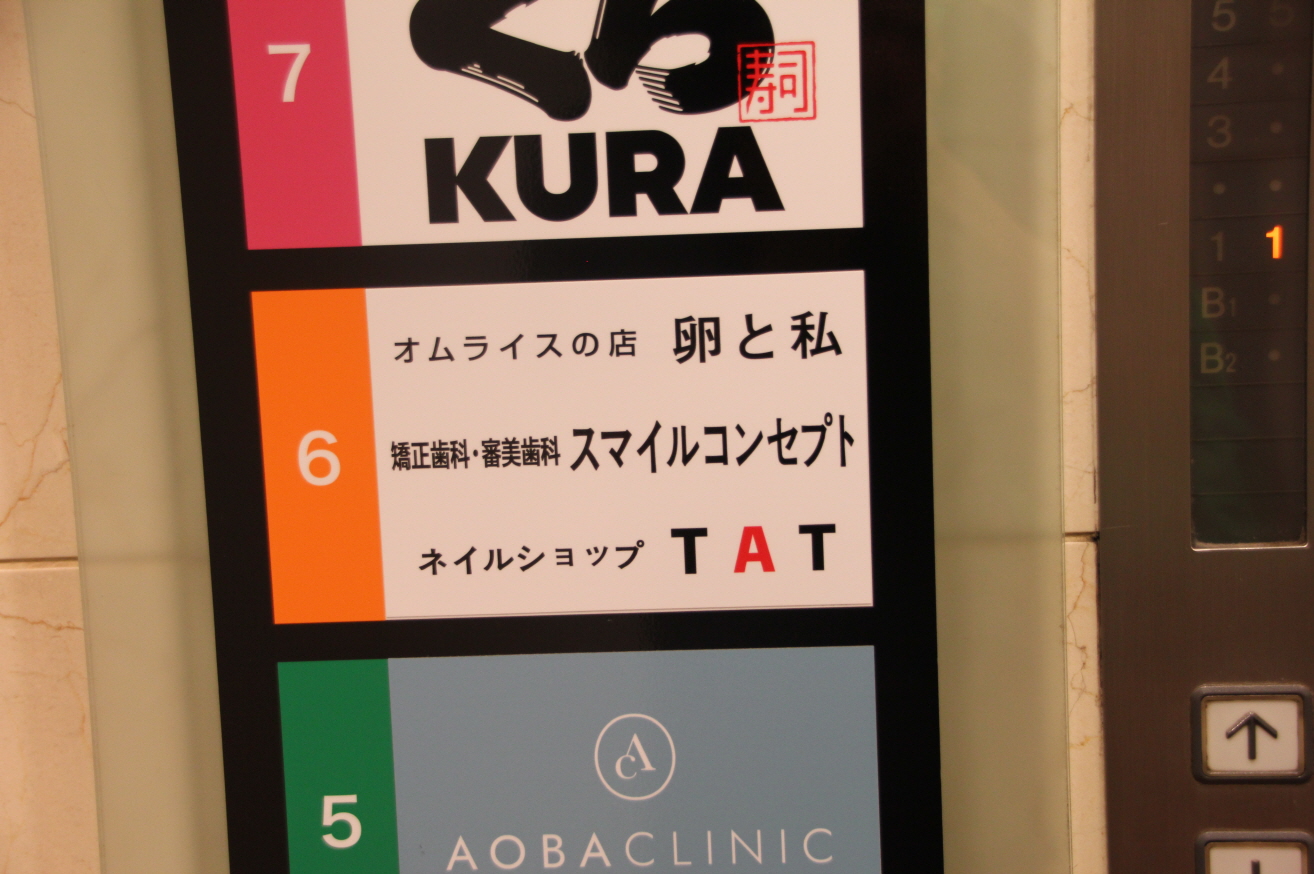 7
くら
寿司
KURA
6
オムライスの店 卵と私
矯正歯科・審美歯科 スマイルコンセプト
ネイルショップ TAT
5
AC
AOBACLINIC
5 5
4
3
1 1
B1
B2